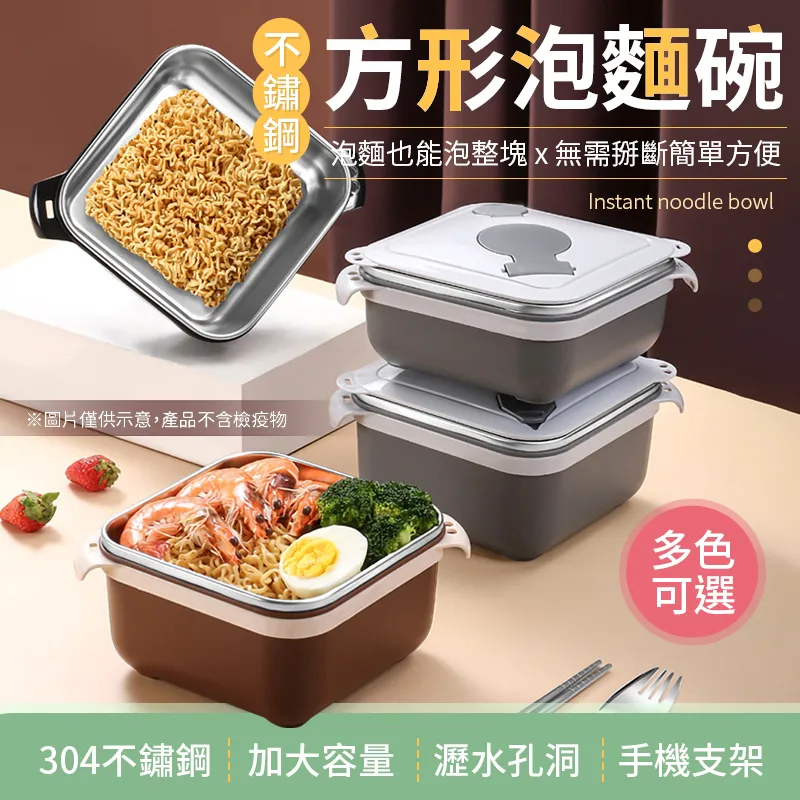 不鏽鋼
方形泡麵碗
泡麵也能泡整塊 x 無需掰斷簡單方便
Instant noodle bowl
※圖片僅供示意,產品不含檢疫物
多色
可選
304不鏽鋼 加大容量 瀝水孔洞 手機支架